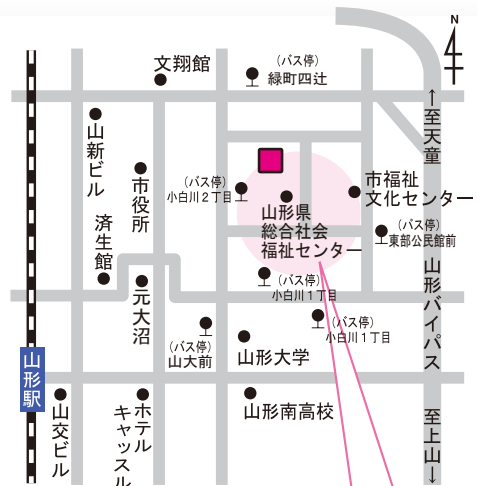 N
文翔館
（バス停）
緑町四辻
←至天童
山新ビル
市役所
（バス停）
小白川２丁目
市福祉
文化センター
山形県
総合社会
福祉センター
（バス停）
東部公民館前
済生館
元大沼
（バス停）
小白川１丁目
（バス停）
小白川１丁目
山形バイパス
（バス停）
山大前
山形大学
山形駅
山交ビル
ホテル
キャッスル
山形南高校
至上山→